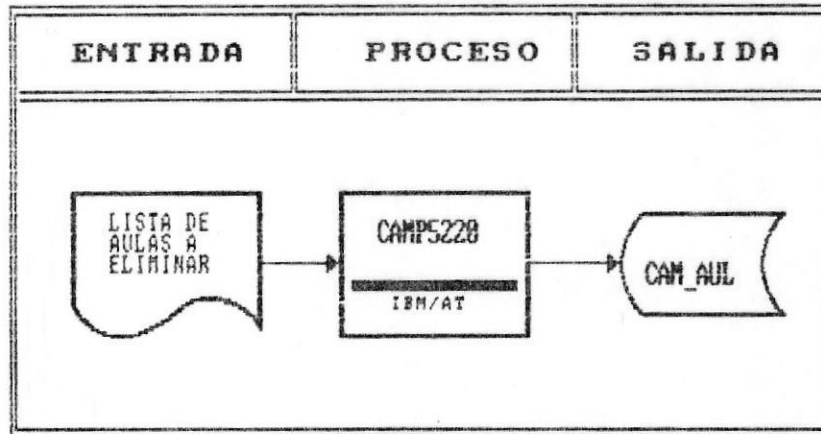 ENTRADA PROCESO SALIDA
LISTA DE
AULAS A
ELIMINAR
CAMP5220
IBM/AT
CAM_AUL